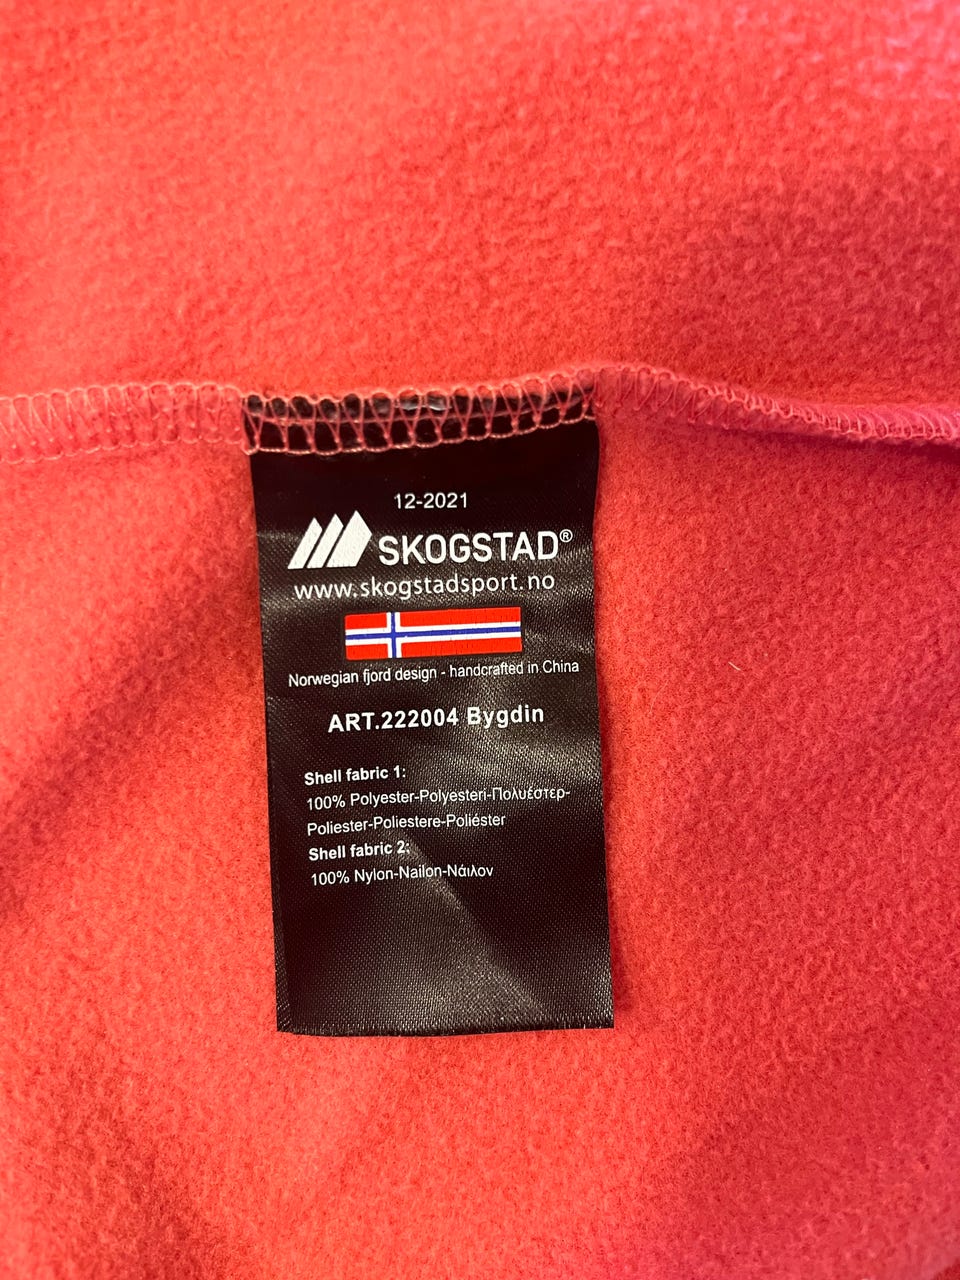 12-2021
SKOGSTAD®
www.skogstadsport.no
Norwegian fjord design - handcrafted in China
ART.222004 Bygdin
Shell fabric 1:
100% Polyester-Polyesteri-Πολυέστερ-
Poliester-Poliestere-Poliéster
Shell fabric 2:
100% Nylon-Nailon-Νάιλον